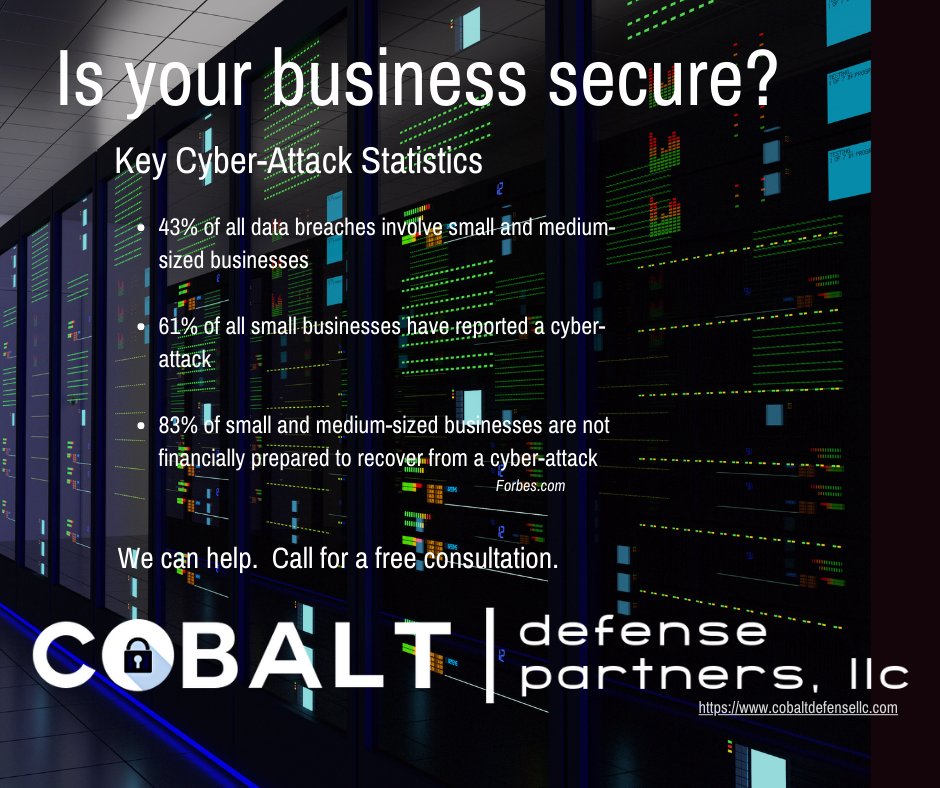 Is your business secure?
Key Cyber-Attack Statistics
• 43% of all data breaches involve small and medium-
sized businesses
• 61% of all small businesses have reported a cyber-
attack
• 83% of small and medium-sized businesses are not
financially prepared to recover from a cyber-attack
Forbes.com
We can help.  Call for a free consultation.
COBALT | defense
partners, llc
https://www.cobaltdefensellc.com